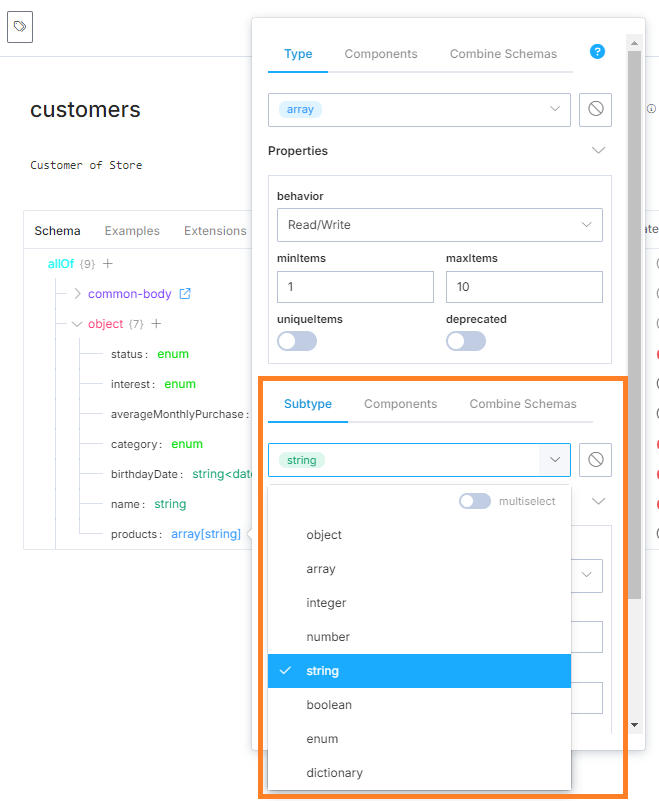 customers
Customer of Store
Schema Examples Extensions
allOf {9} +
common-body
object {7} +
status: enum
interest: enum
averageMonthlyPurchase:
category: enum
birthdayDate: string<date
name: string
products: array[string]
Type Components Combine Schemas ?
array
Properties
behavior
Read/Write
minItems maxItems
1 10
uniqueItems deprecated
Subtype Components Combine Schemas
string
multiselect
object
array
integer
number
string
boolean
enum
dictionary